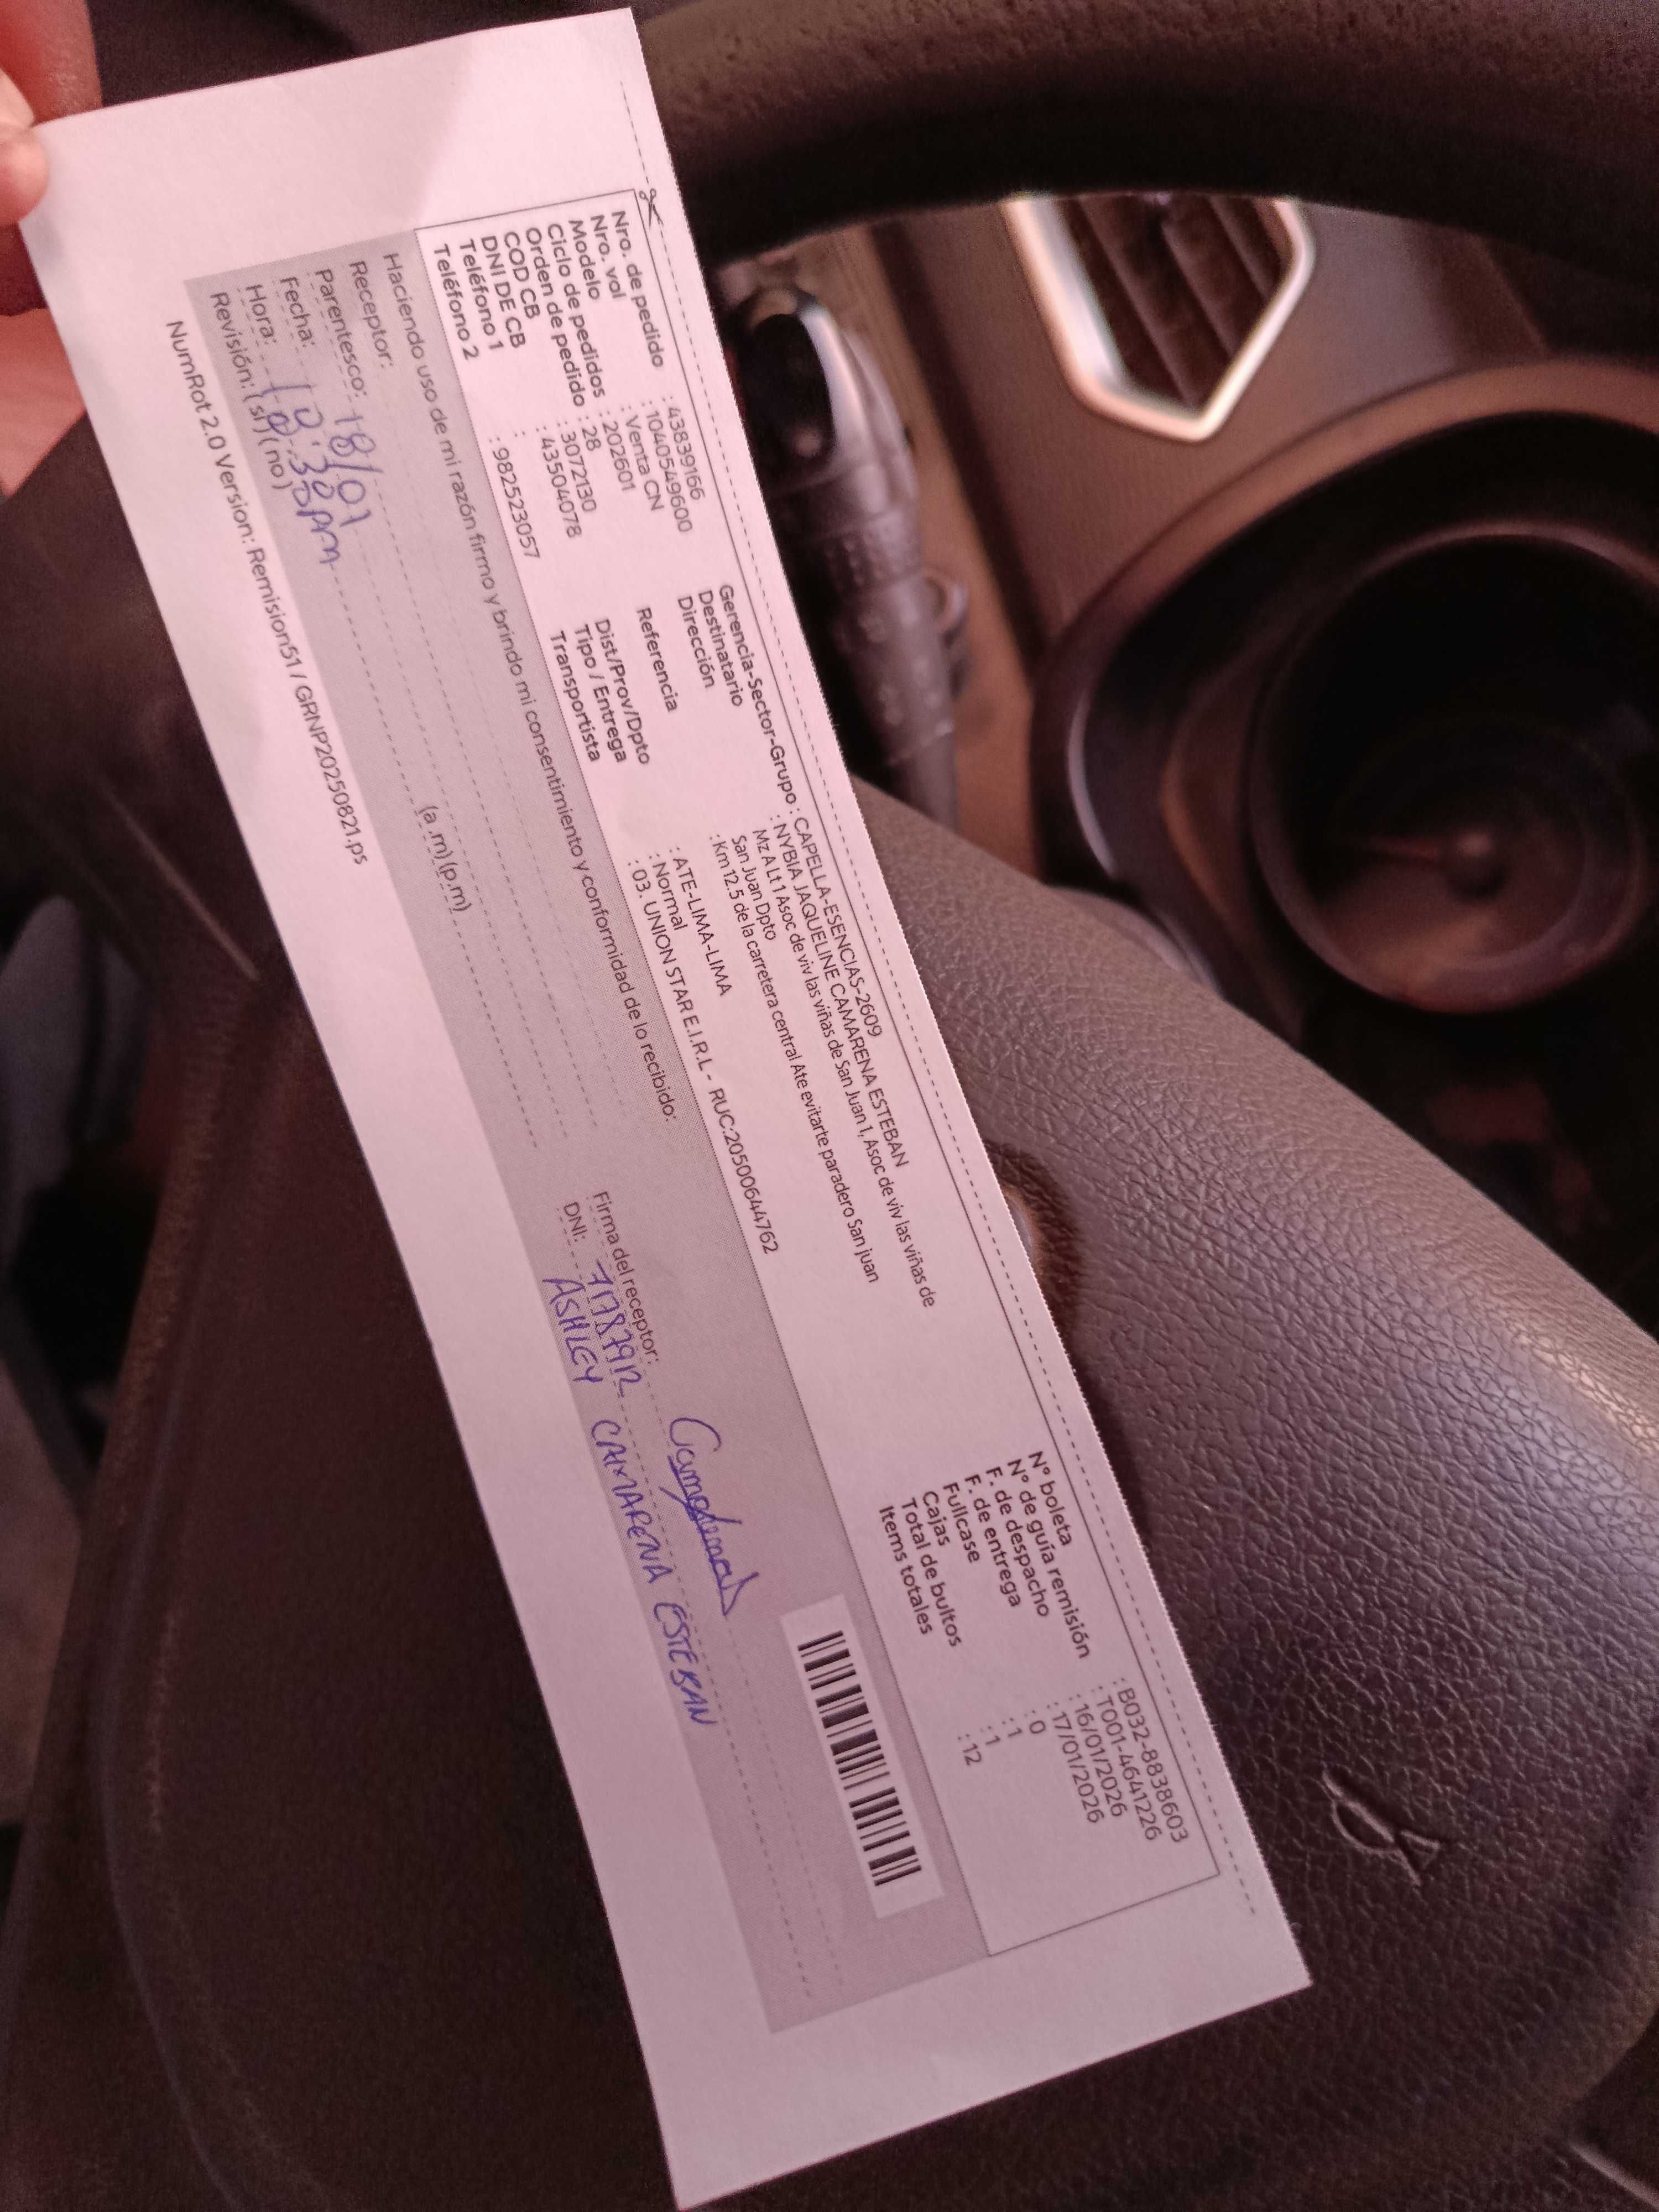 Nro. de pedido : 43839166
Nro. vol : 10405549600
Modelo : Venta CN
Ciclo de pedidos : 202601
Orden de pedido : 28
COD CB : 3072130
DNI DE CB : 43504078
Teléfono 1 :
Teléfono 2 : 982523057
Gerencia-Sector-Grupo : CAPELLA-ESENCIAS-2609
Destinatario : NYBIA JAQUELINE CAMARENA ESTEBAN
Dirección Mz A Lt 1 Asoc de viv las viñas de San Juan 1, Asoc de viv las viñas de
San Juan Dpto
Referencia : Km 12.5 de la carretera central Ate evitarte paradero San juan
Dist/Prov/Dpto : ATE-LIMA-LIMA
Tipo / Entrega : Normal
Transportista : 03. UNION STAR E.I.R.L - RUC:20500644762
N° boleta : B032-8838603
N° de guía remisión : T001-4641226
F. de despacho : 16/01/2026
F. de entrega : 17/01/2026
Fullcase : 0
Cajas : 1
Total de bultos : 1
Items totales : 12
Haciendo uso de mi razón firmo y brindo mi consentimiento y conformidad de lo recibido:
Receptor:
Parentesco:
Fecha: 18/01
Hora: (a.m) (p.m)
Revisión: (si) (no)
Firma del receptor:
DNI: 71787912
ASHLEY CAMARENA ESTEBAN
NumRot 2.0 Version: Remision51 / GRNP20250821.ps